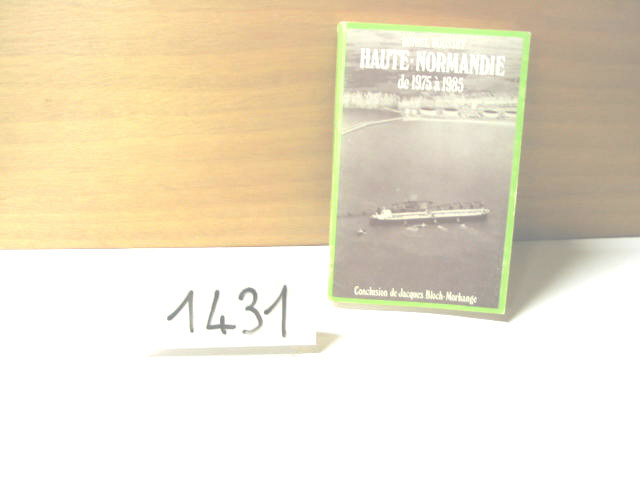 HAUTE-NORMANDIE
de 1975 à 1985
Conclusion de Jacques Bloch-Morhange
1431